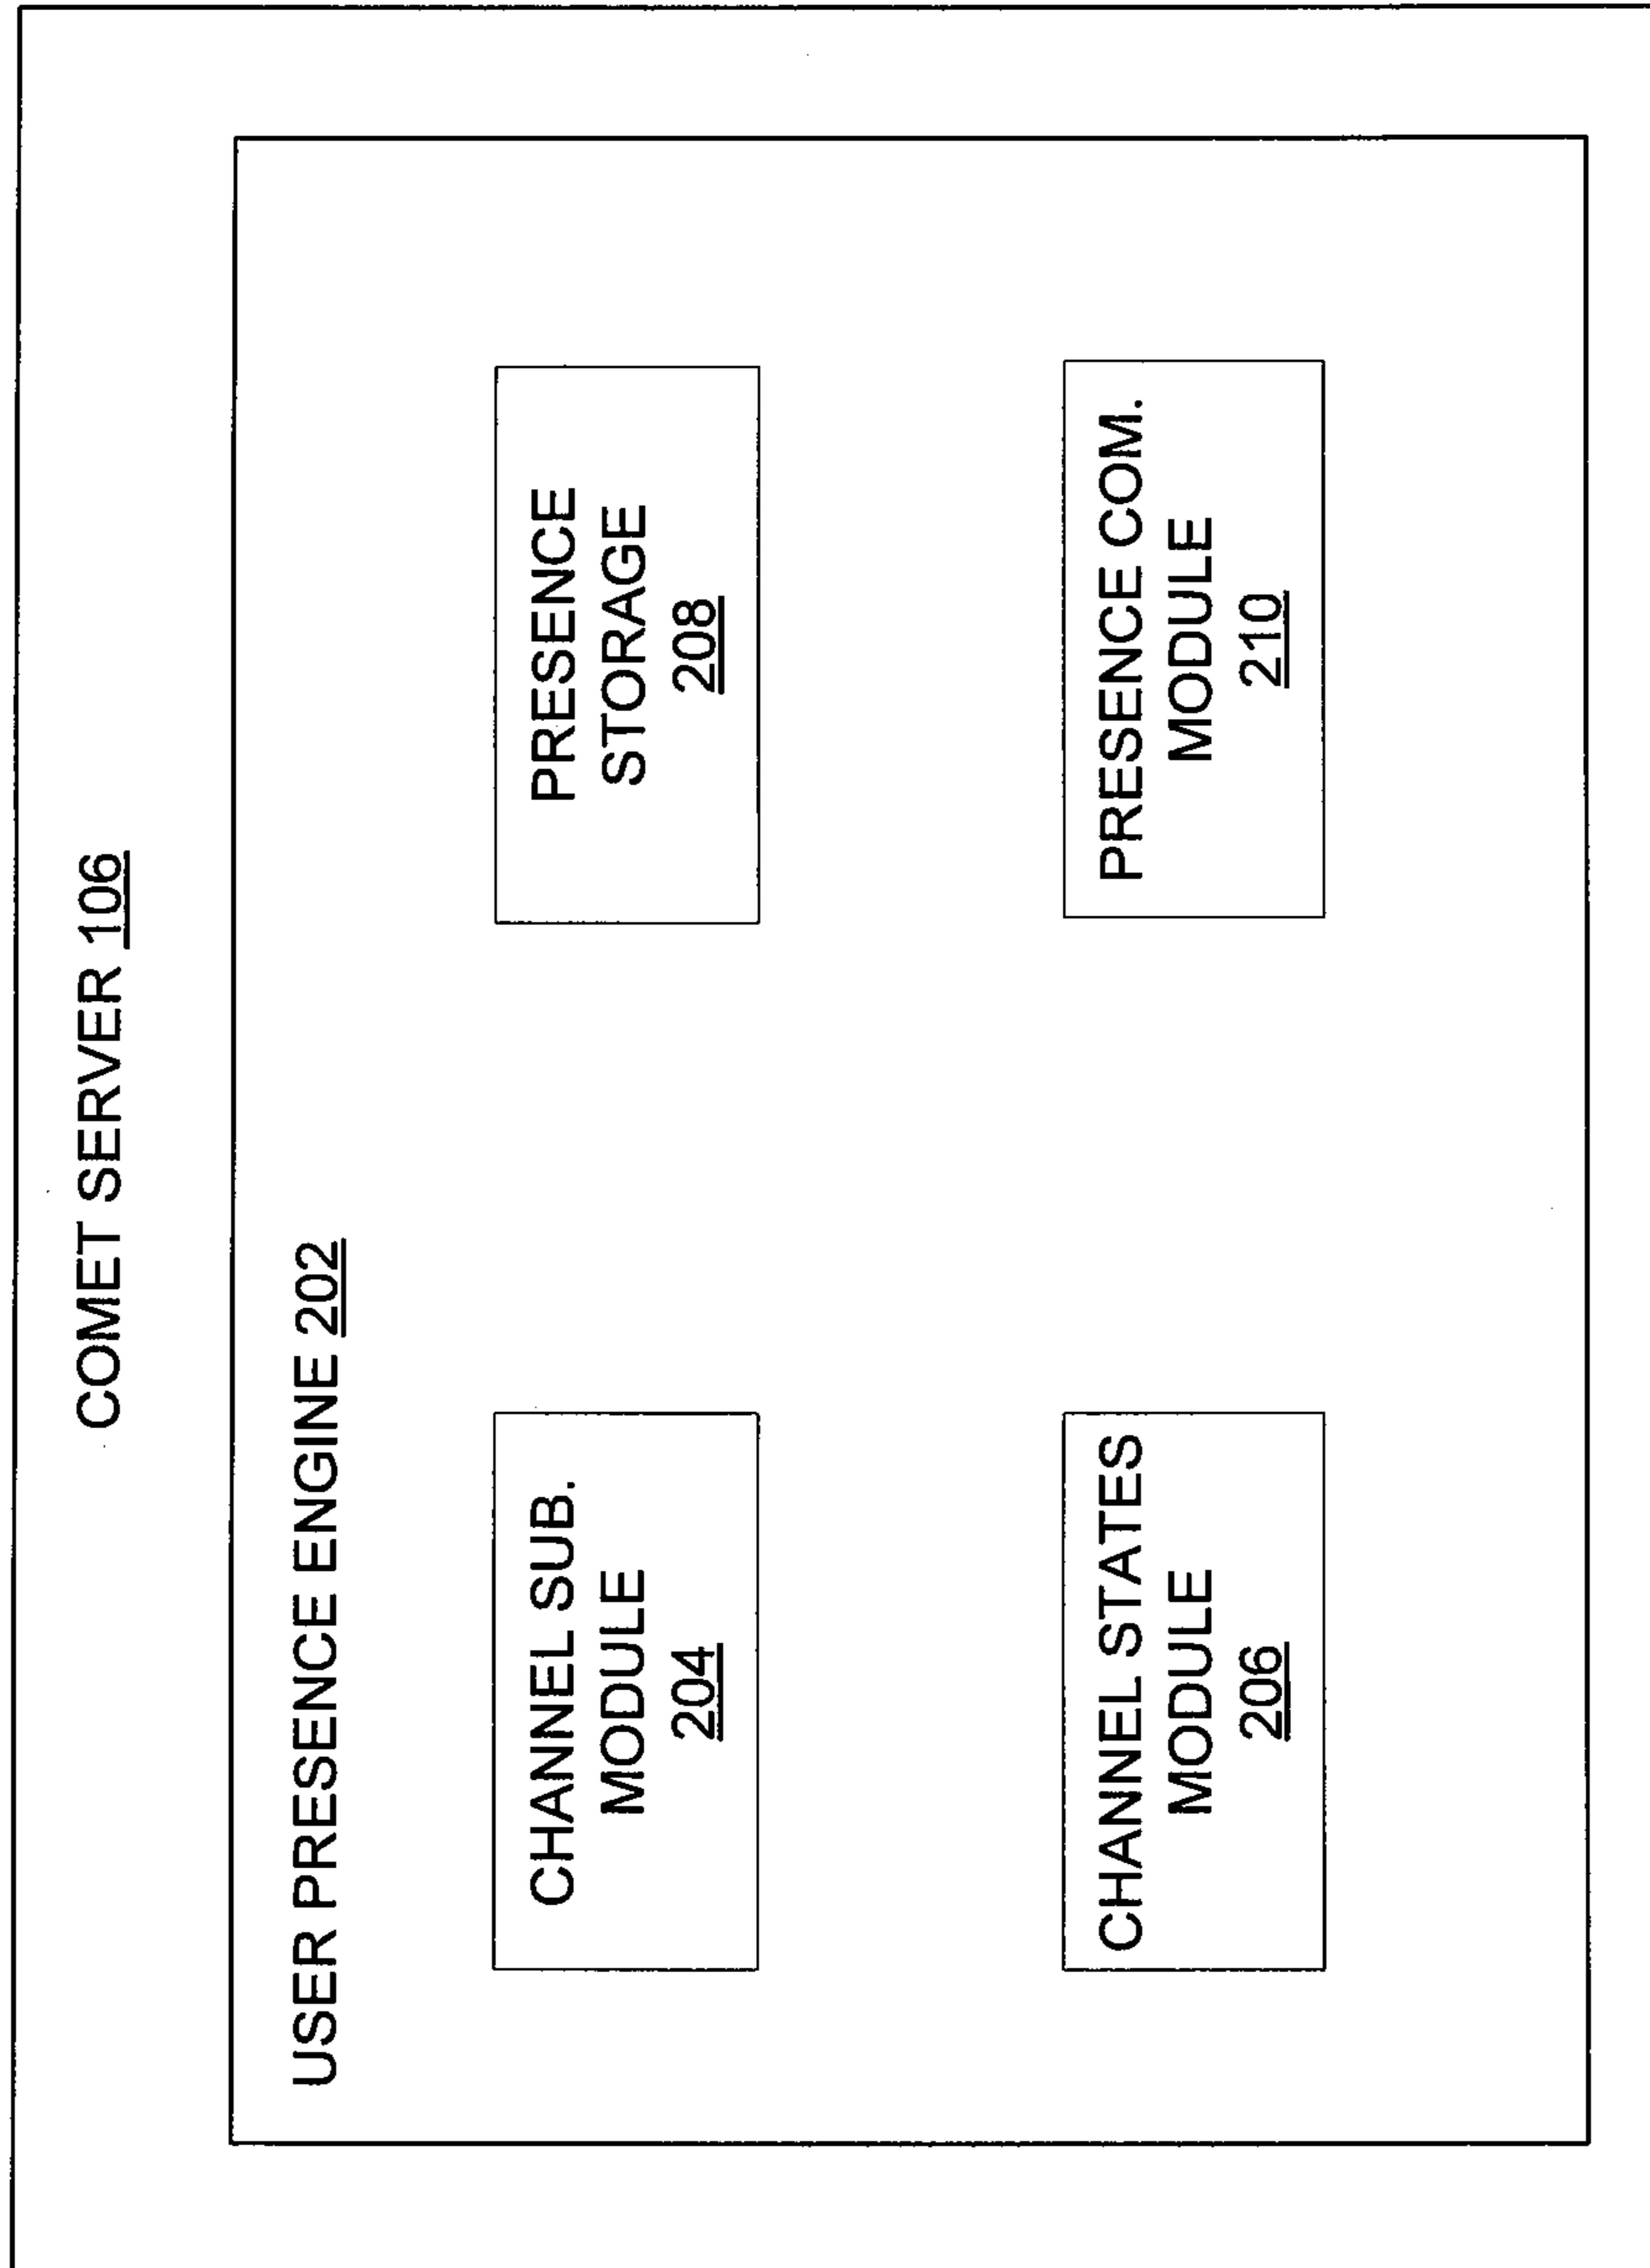 COMET SERVER 106
USER PRESENCE ENGINE 202
CHANNEL SUB.
MODULE
204
PRESENCE
STORAGE
208
CHANNEL STATES
MODULE
206
PRESENCE COM.
MODULE
210